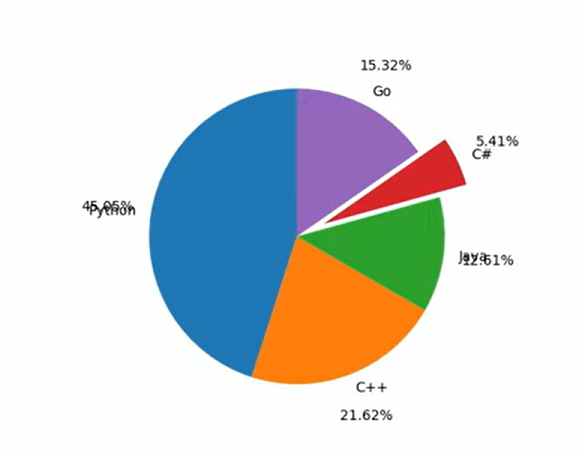 15.32%
Go
5.41%
C#
45.05%
Python
Java
12.61%
C++
21.62%